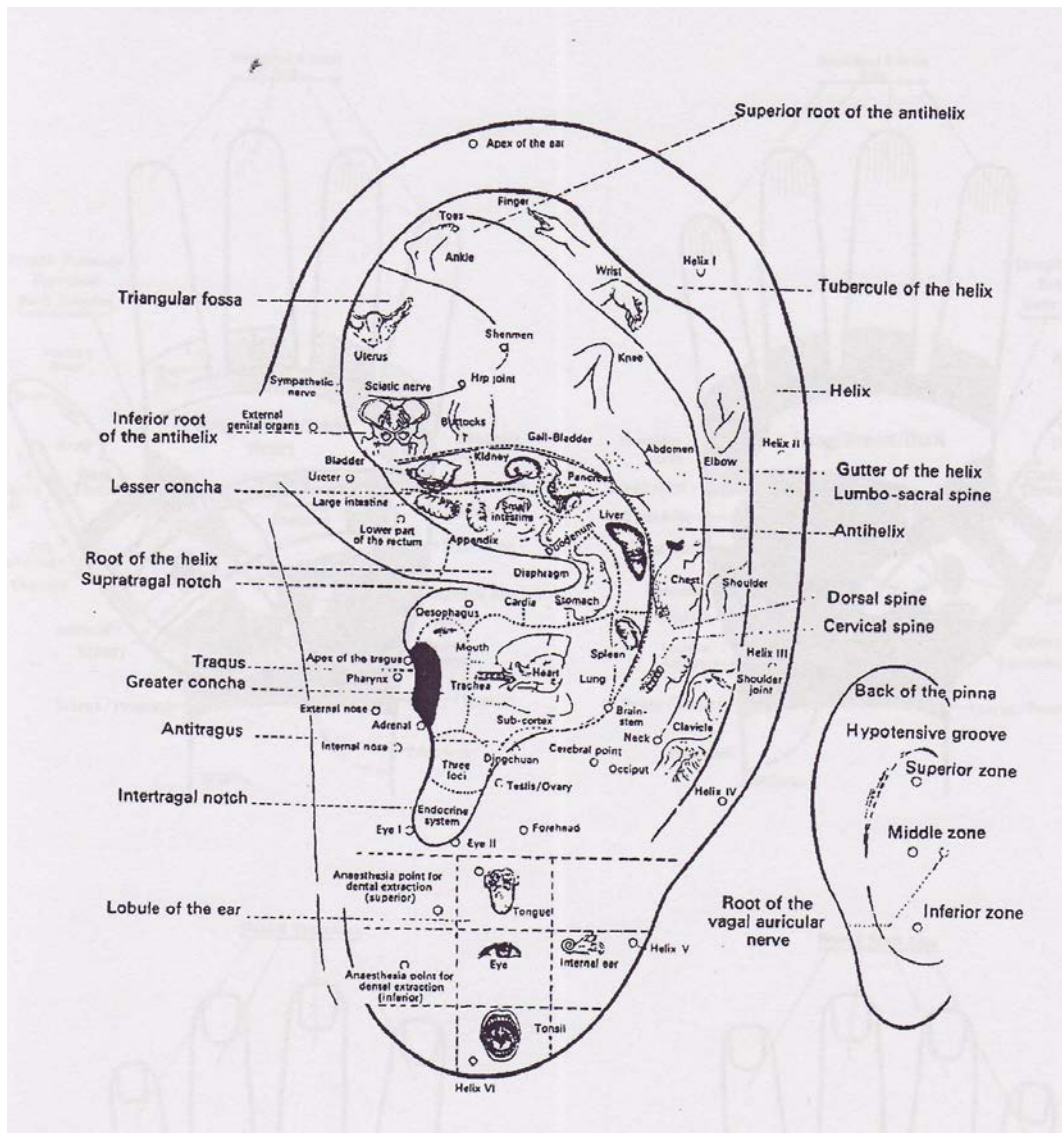 Superior root of the antihelix
Apex of the ear
Finger
Toes
Ankle
Helix I
Wrist
Triangular fossa
Tubercule of the helix
Shenmen
Uterus
Knee
Sympathetic
nerve
Sciatic nerve
Hip joint
Helix
Inferior root
of the antihelix
External
genital organs
Buttocks
Gall-Bladder
Helix II
Abdomen
Elbow
Bladder
Kidney
Gutter of the helix
Ureter
Pancreas
Lesser concha
Lumbo-sacral spine
Large intestine
Small
intestine
Liver
Lower part
of the rectum
Appendix
Duodenum
Antihelix
Root of the helix
Diaphragm
Supratragal notch
Chest
Shoulder
Oesophagus
Cardia
Stomach
Dorsal spine
Cervical spine
Mouth
Spleen
Helix III
Tragus
Apex of the tragus
Heart
Lung
Shoulder
joint
Greater concha
Pharynx
Trachea
Back of the pinna
External nose
Sub-cortex
Brain-
stem
Clavicle
Antitragus
Adrenal
Neck
Hypotensive groove
Internal nose
Cerebral point
Three
loci
Dingchuan
Occiput
Superior zone
Testis/Ovary
Intertragal notch
Endocrine
system
Helix IV
Eye I
Forehead
Middle zone
Eye II
Anaesthesia point for
dental extraction
(superior)
Lobule of the ear
Tongue
Root of the
vagal auricular
nerve
Inferior zone
Eye
Internal ear
Helix V
Anaesthesia point for
dental extraction
(inferior)
Tonsil
Helix VI